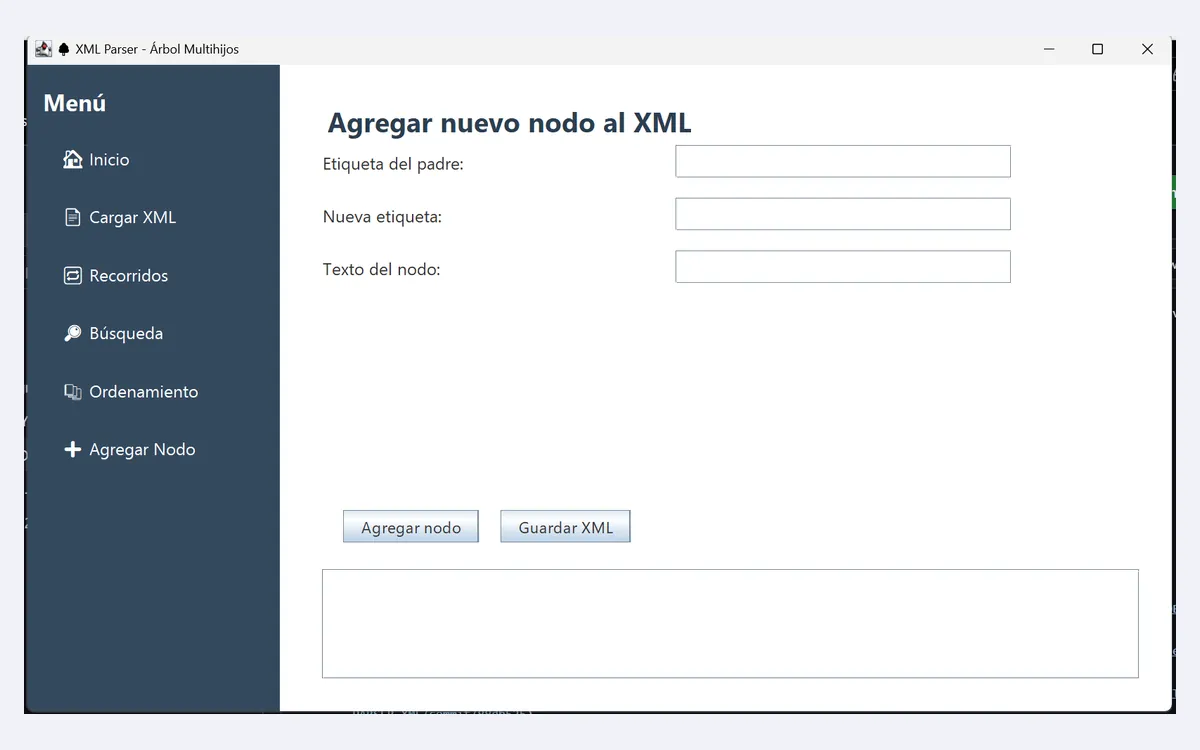 XML Parser - Árbol Multihijos
Menú
Inicio
Cargar XML
Recorridos
Búsqueda
Ordenamiento
Agregar Nodo
Agregar nuevo nodo al XML
Etiqueta del padre:
Nueva etiqueta:
Texto del nodo:
Agregar nodo
Guardar XML